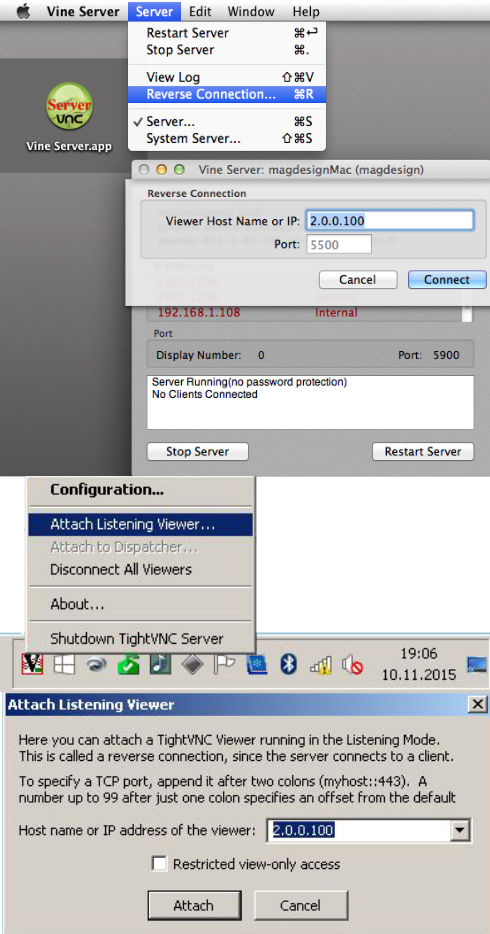 Vine Server Server Edit Window Help
Restart Server ⌘↩
Stop Server ⌘.
View Log ⇧⌘V
Reverse Connection... ⌘R
✓ Server... ⌘S
System Server... ⇧⌘S
Server
VNC
Vine Server.app
Vine Server: magdesignMac (magdesign)
Reverse Connection
Viewer Host Name or IP: 2.0.0.100
Port: 5500
Cancel Connect
192.168.1.108 Internal
Port
Display Number: 0 Port: 5900
Server Running(no password protection)
No Clients Connected
Stop Server Restart Server
Configuration...
Attach Listening Viewer...
Attach to Dispatcher...
Disconnect All Viewers
About...
Shutdown TightVNC Server
19:06
10.11.2015
Attach Listening Viewer
Here you can attach a TightVNC Viewer running in the Listening Mode.
This is called a reverse connection, since the server connects to a client.
To specify a TCP port, append it after two colons (myhost::443). A
number up to 99 after just one colon specifies an offset from the default
Host name or IP address of the viewer: 2.0.0.100
Restricted view-only access
Attach Cancel